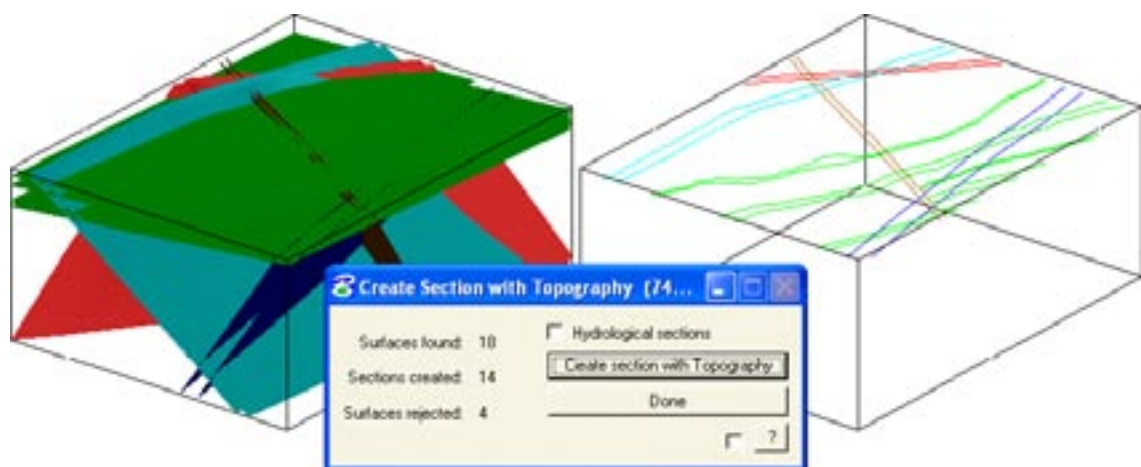 Create Section with Topography (74...
Surfaces found: 18
Sections created: 14
Surfaces rejected: 4
Hydrological sections
Create section with Topography
Done
?